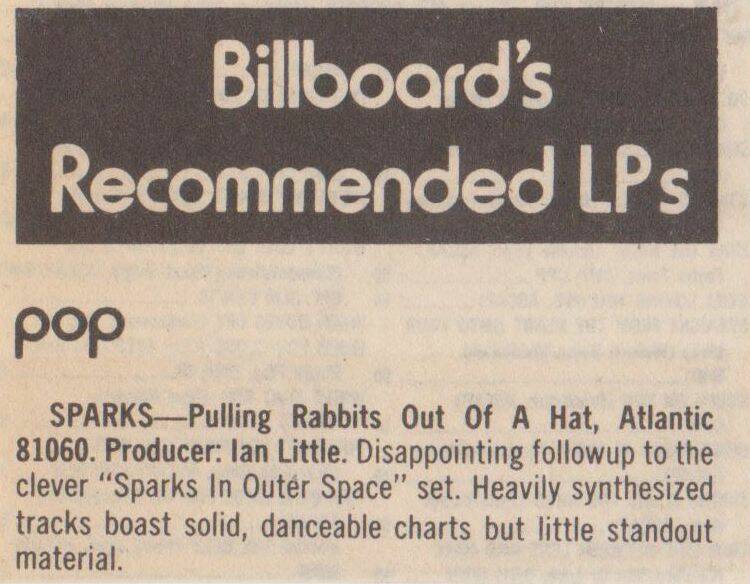 Billboard's
Recommended LPs
pop
SPARKS—Pulling Rabbits Out Of A Hat, Atlantic
81060. Producer: Ian Little. Disappointing followup to the
clever "Sparks In Outer Space" set. Heavily synthesized
tracks boast solid, danceable charts but little standout
material.